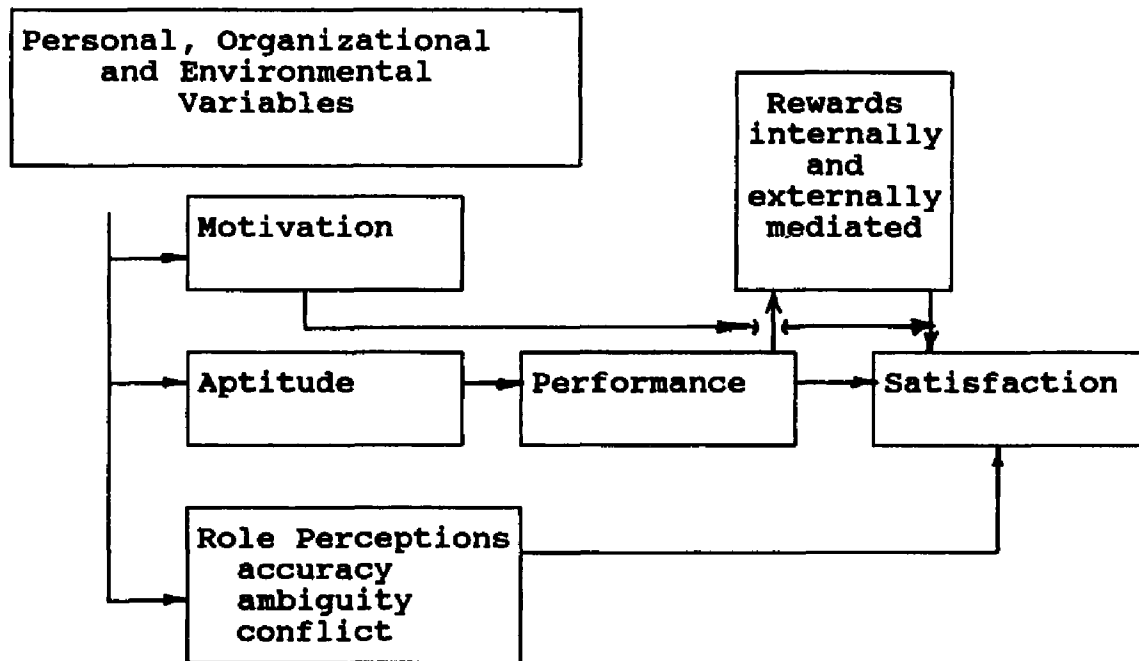 Personal, Organizational
and Environmental
Variables
Rewards
internally
and
externally
mediated
Motivation
Aptitude
Performance
Satisfaction
Role Perceptions
accuracy
ambiguity
conflict